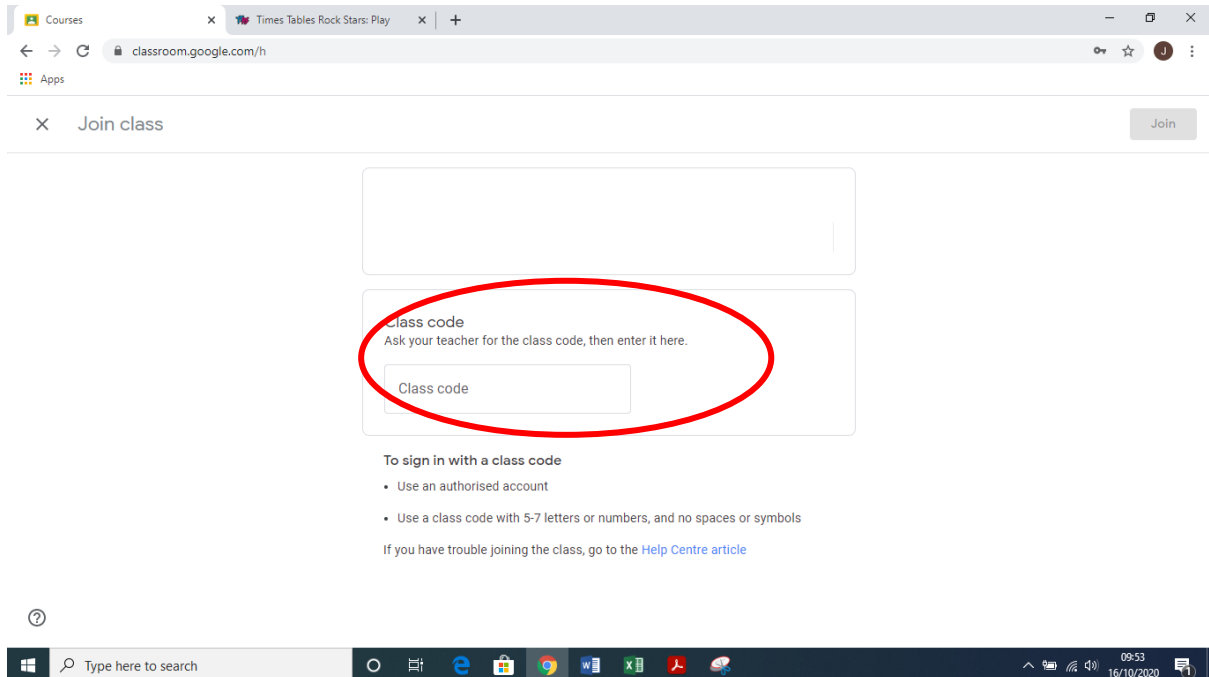 Courses
Times Tables Rock Stars: Play
classroom.google.com/h
J
Apps
Join class
Join
Class code
Ask your teacher for the class code, then enter it here.
Class code
To sign in with a class code
• Use an authorised account
• Use a class code with 5-7 letters or numbers, and no spaces or symbols
If you have trouble joining the class, go to the Help Centre article
Type here to search
09:53
16/10/2020